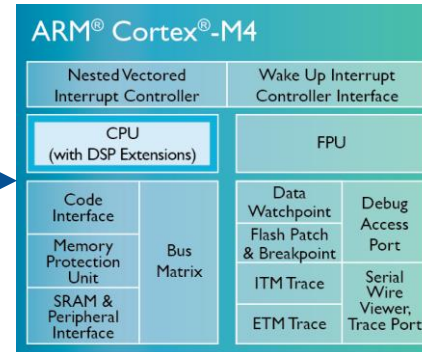 ARM® Cortex®-M4
Nested Vectored
Interrupt Controller
Wake Up Interrupt
Controller Interface
CPU
(with DSP Extensions)
FPU
Code
Interface
Memory
Protection
Unit
SRAM &
Peripheral
Interface
Bus
Matrix
Data
Watchpoint
Flash Patch
& Breakpoint
ITM Trace
ETM Trace
Debug
Access
Port
Serial
Wire
Viewer,
Trace Port